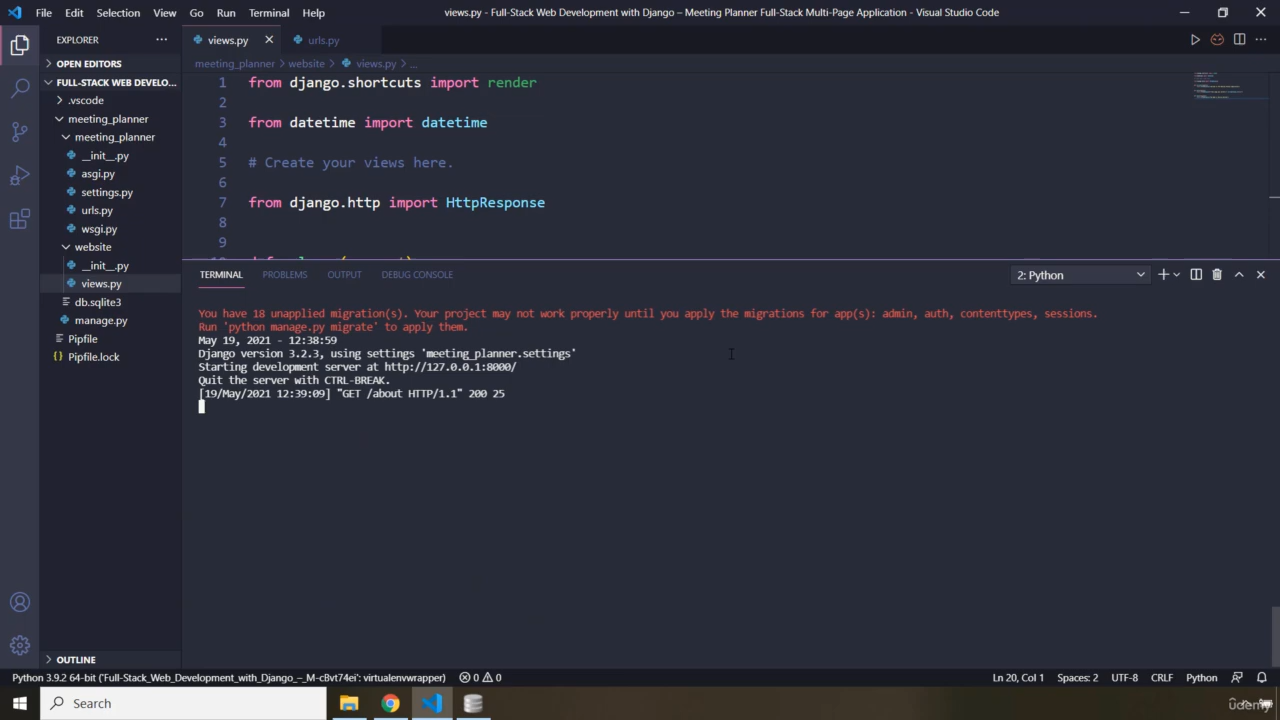 File Edit Selection View Go Run Terminal Help
views.py - Full-Stack Web Development with Django – Meeting Planner Full-Stack Multi-Page Application - Visual Studio Code
EXPLORER ...
views.py
urls.py
OPEN EDITORS
meeting_planner > website > views.py > ...
FULL-STACK WEB DEVELO...
.vscode
meeting_planner
meeting_planner
__init__.py
asgi.py
settings.py
urls.py
wsgi.py
website
__init__.py
views.py
db.sqlite3
manage.py
Pipfile
Pipfile.lock
OUTLINE
1 from django.shortcuts import render
2
3 from datetime import datetime
4
5 # Create your views here.
6
7 from django.http import HttpResponse
8
9
TERMINAL PROBLEMS OUTPUT DEBUG CONSOLE
2: Python
You have 18 unapplied migration(s). Your project may not work properly until you apply the migrations for app(s): admin, auth, contenttypes, sessions.
Run 'python manage.py migrate' to apply them.
May 19, 2021 - 12:38:59
Django version 3.2.3, using settings 'meeting_planner.settings'
Starting development server at http://127.0.0.1:8000/
Quit the server with CTRL-BREAK.
[19/May/2021 12:39:09] "GET /about HTTP/1.1" 200 25
Python 3.9.2 64-bit ('Full-Stack_Web_Development_with_Django_–_M-c8vt74ei': virtualenvwrapper) 0 0
Ln 20, Col 1 Spaces: 2 UTF-8 CRLF Python
Search
udemy